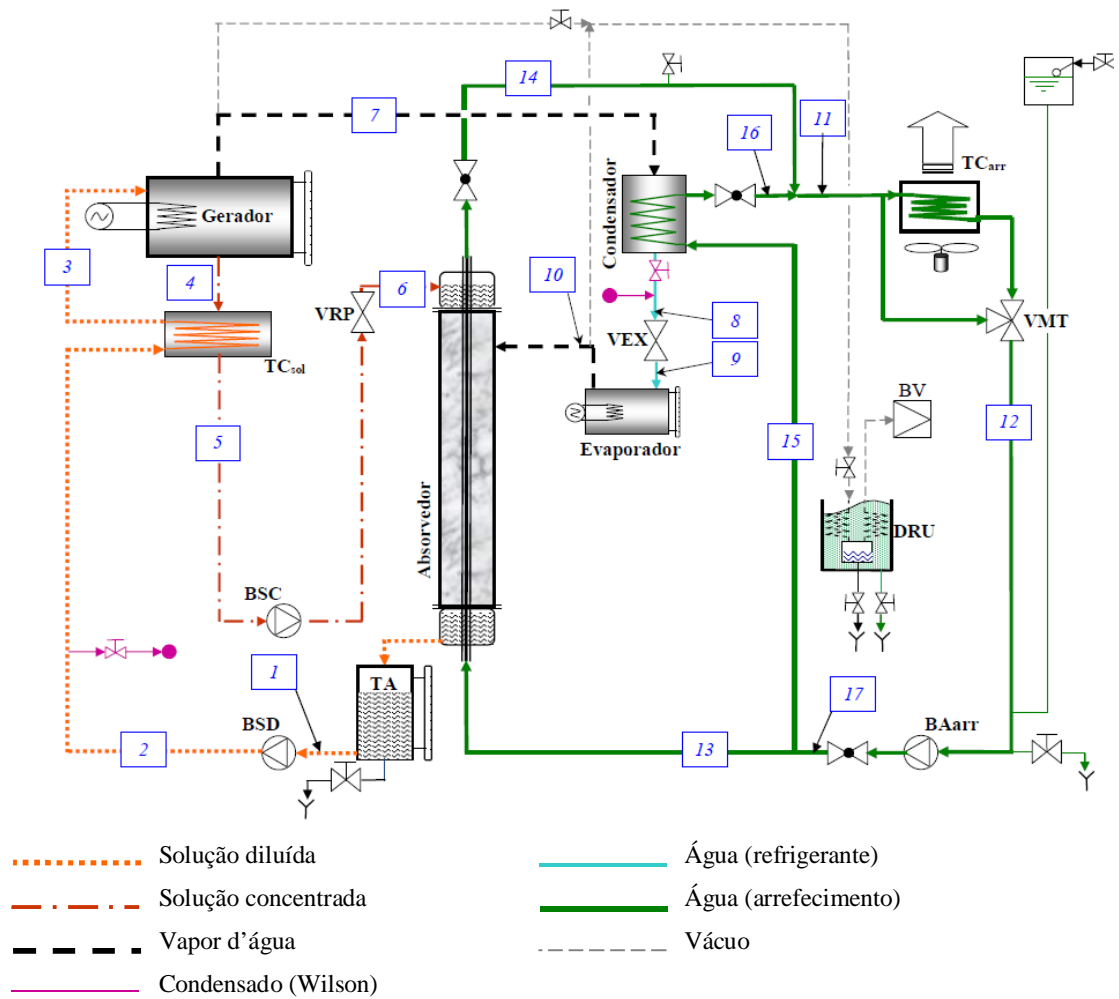 14
7
16
11
TCarr
Gerador
Condensador
3
4
10
VRP
6
8
VMT
TCsol
VEX
9
BV
5
12
Evaporador
15
Absorvedor
DRU
BSC
1
TA
17
BSD
BAarr
2
13
Solução diluída
Água (refrigerante)
Solução concentrada
Água (arrefecimento)
Vapor d’água
Vácuo
Condensado (Wilson)